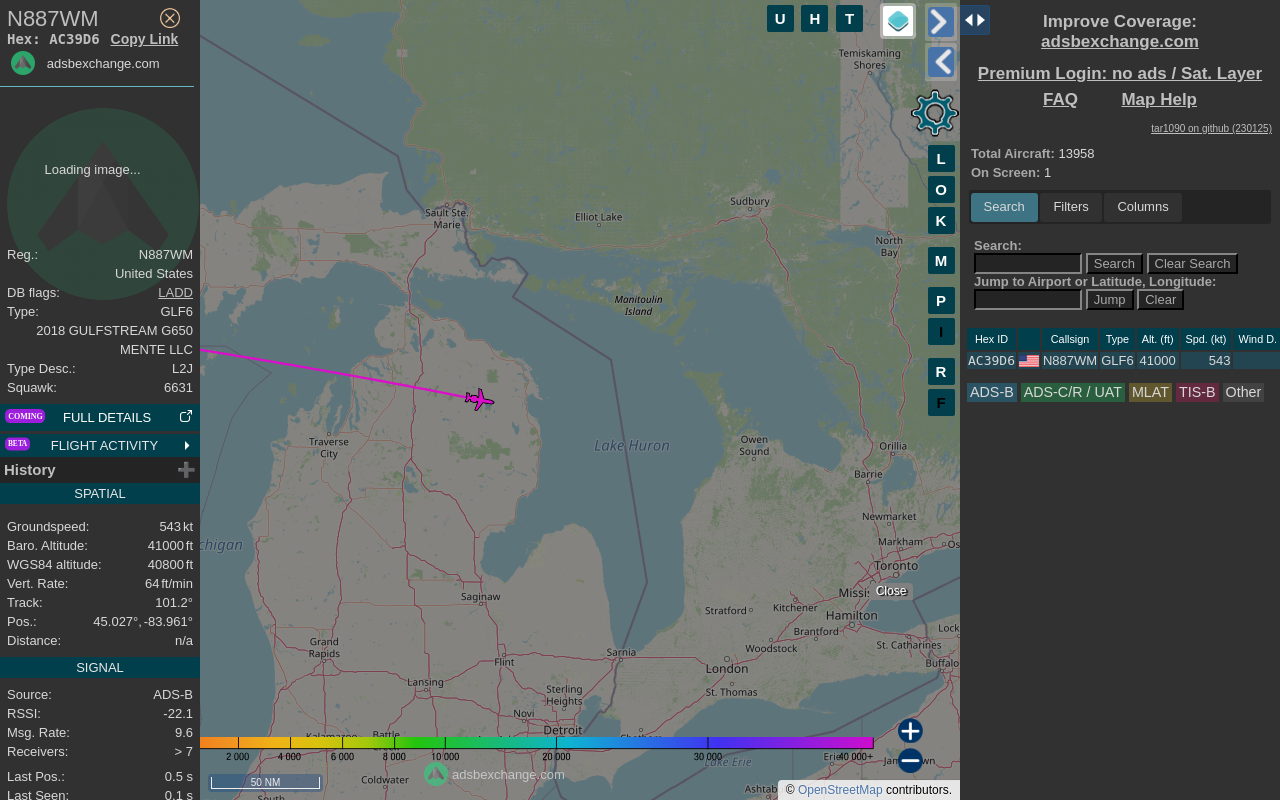 N887WM
Hex: AC39D6 Copy Link
adsbexchange.com
Loading image...
Reg.: N887WM
United States
DB flags: LADD
Type: GLF6
2018 GULFSTREAM G650
MENTE LLC
Type Desc.: L2J
Squawk: 6631
COMING FULL DETAILS
BETA FLIGHT ACTIVITY
History
SPATIAL
Groundspeed: 543 kt
Baro. Altitude: 41000 ft
WGS84 altitude: 40800 ft
Vert. Rate: 64 ft/min
Track: 101.2°
Pos.: 45.027°, -83.961°
Distance: n/a
SIGNAL
Source: ADS-B
RSSI: -22.1
Msg. Rate: 9.6
Receivers: > 7
Last Pos.: 0.5 s
Last Seen: 0.1 s
U H T
L
O
K
M
P
I
R
F
Temiskaming
Shores
Sault Ste.
Marie
Elliot Lake
Sudbury
North
Bay
Manitoulin
Island
Traverse
City
Lake Huron
Owen
Sound
Orillia
Barrie
Newmarket
Markham
Toronto
chigan
Saginaw
Close
Stratford
Kitchener
Hamilton
Brantford
Woodstock
St. Catharines
Buffalo
Grand
Rapids
Flint
Sarnia
London
St. Thomas
Lansing
Sterling
Heights
Novi
Detroit
Kalamazoo
Battle
Chatham
2 000 4 000 6 000 8 000 10 000 20 000 30 000 40 000+
Lake Erie
Erie
Coldwater
adsbexchange.com
50 NM
South
© OpenStreetMap contributors.
Improve Coverage:
adsbexchange.com
Premium Login: no ads / Sat. Layer
FAQ Map Help
tar1090 on github (230125)
Total Aircraft: 13958
On Screen: 1
Search Filters Columns
Search:
Search Clear Search
Jump to Airport or Latitude, Longitude:
Jump Clear
Hex ID Callsign Type Alt. (ft) Spd. (kt) Wind D.
AC39D6 N887WM GLF6 41000 543
ADS-B ADS-C/R / UAT MLAT TIS-B Other